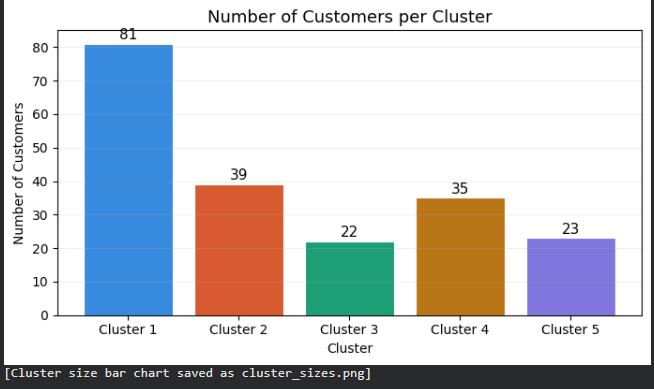 Number of Customers per Cluster
81
80
70
60
50
40
30
20
10
0
Number of Customers
39
22
35
23
Cluster 1
Cluster 2
Cluster 3
Cluster 4
Cluster 5
Cluster
[Cluster size bar chart saved as cluster_sizes.png]